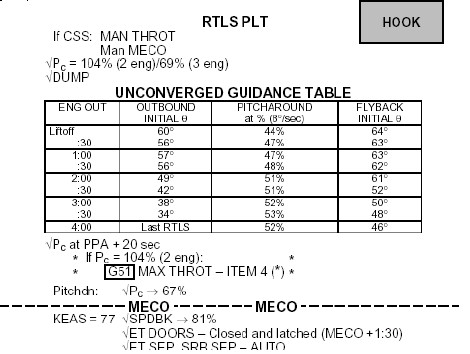 RTLS PLT
HOOK
If CSS: MAN THROT
Man MECO
√Pc = 104% (2 eng)/69% (3 eng)
√DUMP
UNCONVERGED GUIDANCE TABLE
ENG OUT OUTBOUND INITIAL θ PITCHAROUND at % (8°/sec) FLYBACK INITIAL θ
Liftoff 60° 44% 64°
:30 56° 47% 63°
1:00 57° 47% 63°
:30 56° 48% 62°
2:00 49° 51% 61°
:30 42° 51% 52°
3:00 38° 52% 50°
:30 34° 53% 48°
4:00 Last RTLS 52% 46°
√Pc at PPA + 20 sec
* If Pc = 104% (2 eng): *
* G51 MAX THROT – ITEM 4 (*) *
Pitchdn: √Pc → 67%
MECO MECO
KEAS = 77 √SPDBK → 81%
√ET DOORS – Closed and latched (MECO +1:30)
√ET SEP, SRB SEP – AUTO